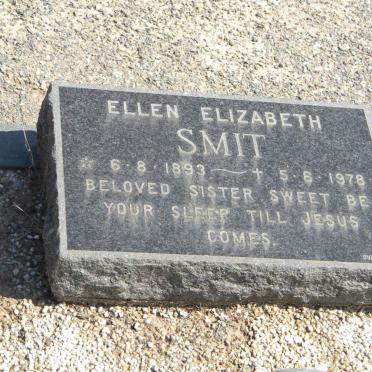 ELLEN ELIZABETH
SMIT
* 6-8-1893 ~ † 5-6-1978
BELOVED SISTER SWEET BE
YOUR SLEEP TILL JESUS
COMES.